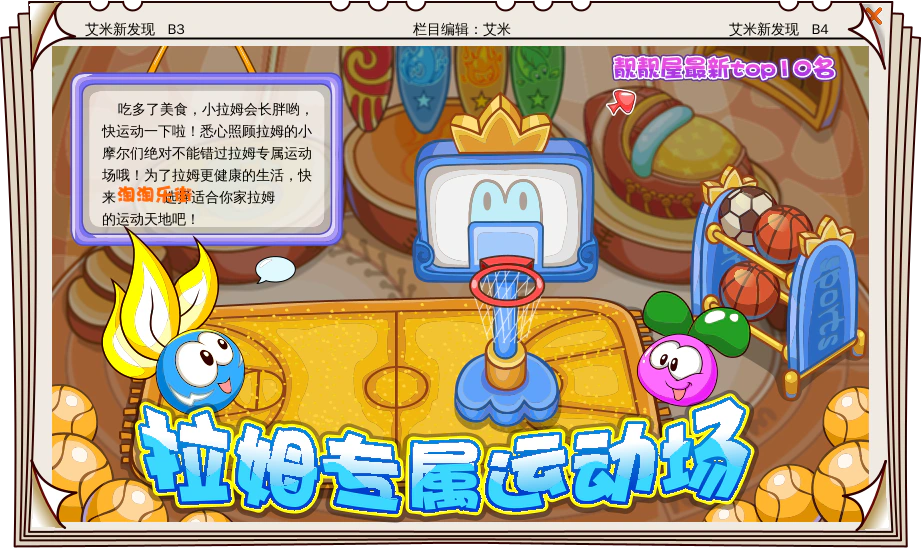 艾米新发现 B3
栏目编辑：艾米
艾米新发现 B4
靓靓屋最新top10名
吃多了美食，小拉姆会长胖哟，
快运动一下啦！悉心照顾拉姆的小
摩尔们绝对不能错过拉姆专属运动
场哦！为了拉姆更健康的生活，快
来淘淘乐街选择适合你家拉姆
的运动天地吧！
sports
拉姆专属运动场